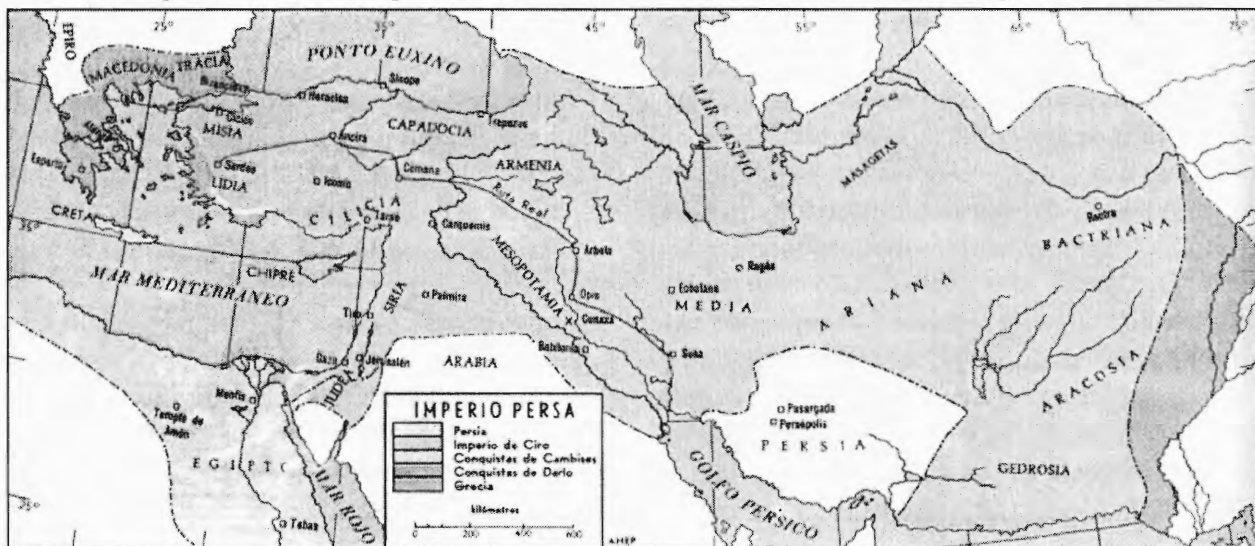 25°
35°
45°
55°
65°
75°
EPIRO
MACEDONIA
TRACIA
PONTO EUXINO
Bizancio
Heraclea
Sinope
Trapezus
MAR CASPIO
MASAGETAS
MISIA
Ancira
CAPADOCIA
ARMENIA
Esparta
Sardes
LIDIA
Iconio
Comana
Ruta Real
CILICIA
Tarso
CRETA
35°
Carquemis
MESOPOTAMIA
Arbela
Ragas
Bactra
BACTRIANA
MAR MEDITERRANEO
CHIPRE
SIRIA
Palmira
Tiro
Opis
Cunaxa
Ecbatana
MEDIA
ARIANA
Babilonia
Susa
Gaza
Jerusalén
JUDEA
ARABIA
ARACOSIA
Menfis
Templo de
Amón
EGIPTO
MAR ROJO
Tebas
25°
Pasargada
Persépolis
PERSIA
GOLFO PERSICO
GEDROSIA
IMPERIO PERSA
Persia
Imperio de Ciro
Conquistas de Cambises
Conquistas de Darío
Grecia
kilómetros
0 200 400 600
AHEP